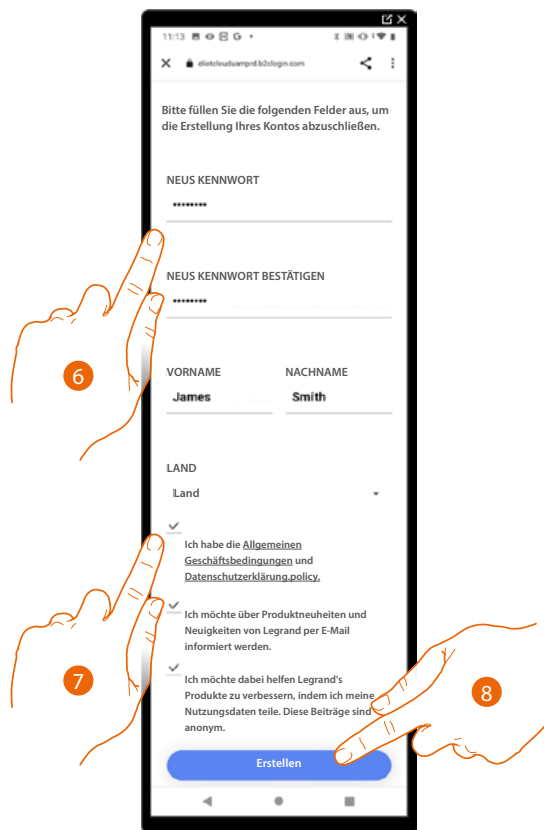 11:13 G
eliotclouduamprd.b2clogin.com
Bitte füllen Sie die folgenden Felder aus, um
die Erstellung Ihres Kontos abzuschließen.
NEUS KENNWORT
••••••••
NEUS KENNWORT BESTÄTIGEN
••••••••
6
VORNAME NACHNAME
James Smith
LAND
Land
Ich habe die Allgemeinen
Geschäftsbedingungen und
Datenschutzerklärung.policy.
Ich möchte über Produktneuheiten und
Neuigkeiten von Legrand per E-Mail
informiert werden.
7
Ich möchte dabei helfen Legrand's
Produkte zu verbessern, indem ich meine
Nutzungsdaten teile. Diese Beiträge sind
anonym.
8
Erstellen